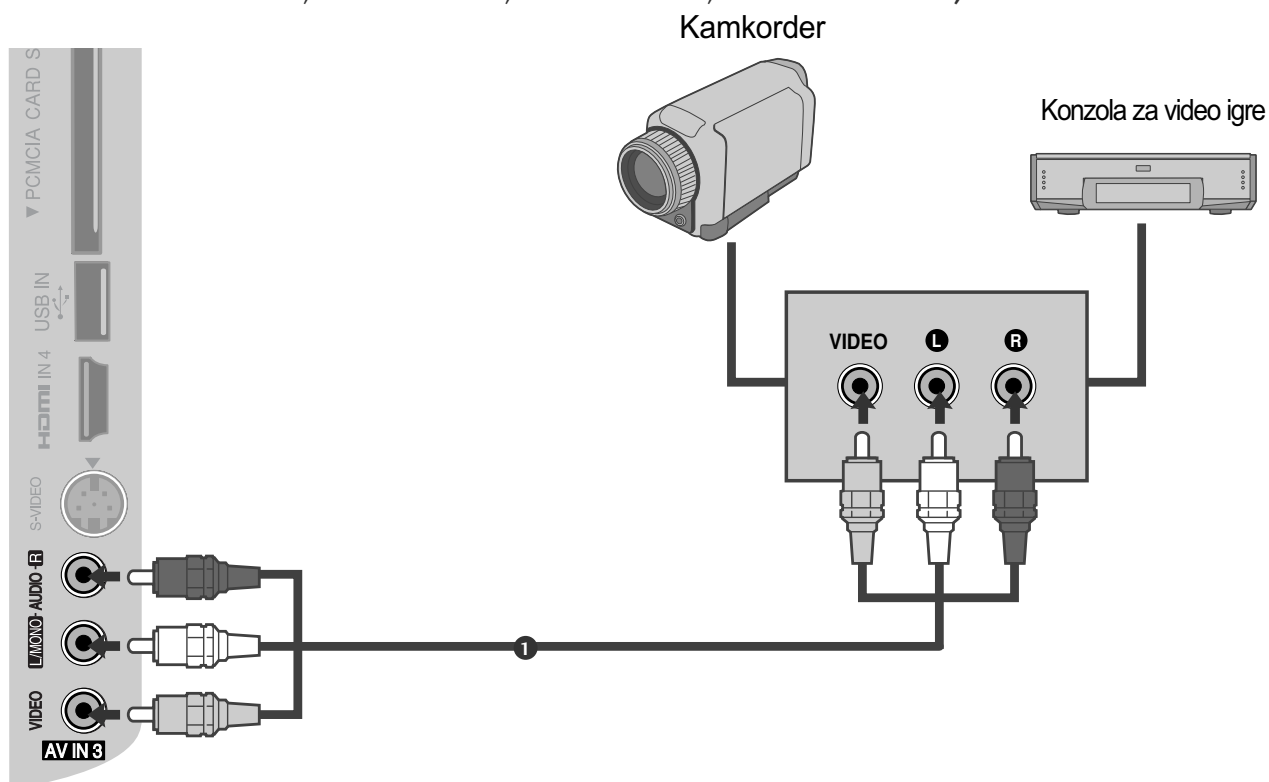 Kamkorder
Konzola za video igre
▼ PCMCIA CARD S
USB IN
HDMI IN 4
S-VIDEO
L/MONO - AUDIO - R
VIDEO
AV IN 3
VIDEO L R
1